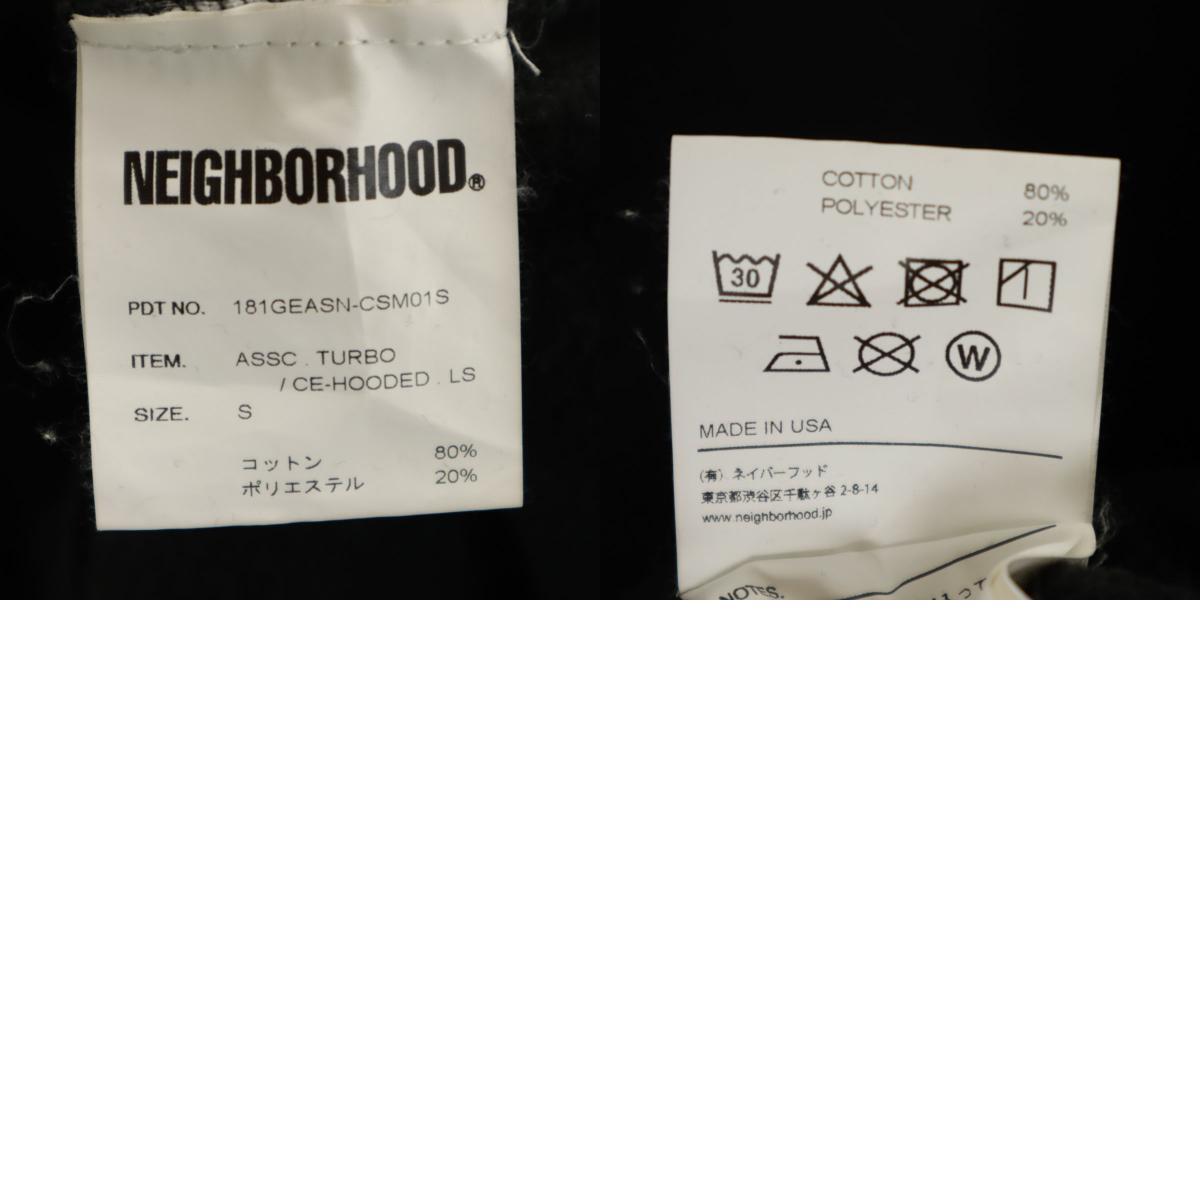 NEIGHBORHOOD®
PDT NO. 181GEASN-CSM01S
ITEM. ASSC . TURBO
/ CE-HOODED . LS
SIZE. S
コットン 80%
ポリエステル 20%
COTTON 80%
POLYESTER 20%
30
W
MADE IN USA
(有) ネイバーフッド
東京都渋谷区千駄ヶ谷 2-8-14
www.neighborhood.jp
NOTES.